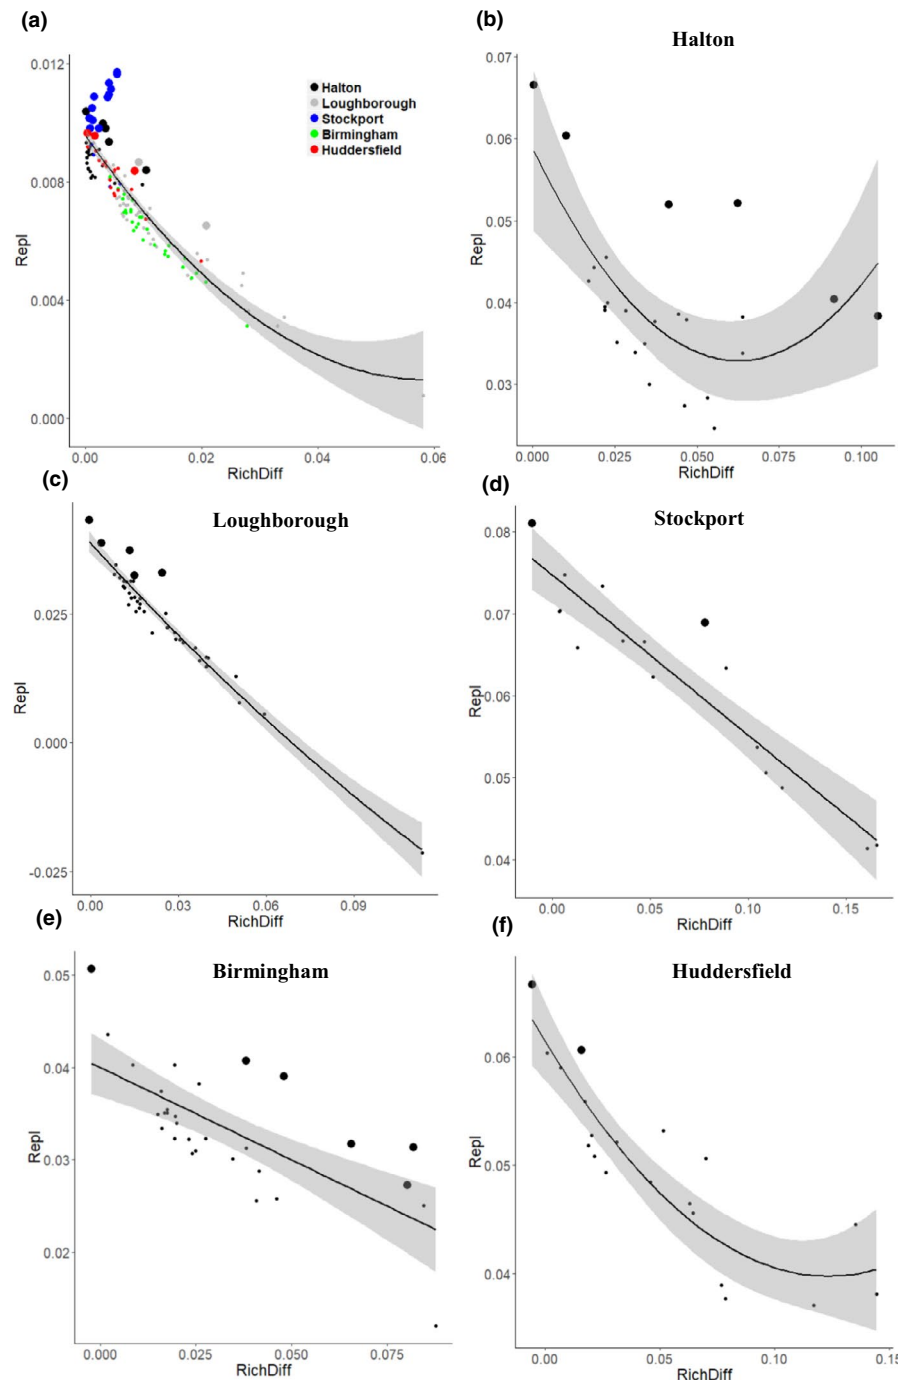 (a)
0.012
0.008
0.004
0.000
Repl
0.00
0.02
0.04
0.06
RichDiff
Halton
Loughborough
Stockport
Birmingham
Huddersfield
(b)
Halton
0.07
0.06
0.05
0.04
0.03
Repl
0.000
0.025
0.050
0.075
0.100
RichDiff
(c)
Loughborough
0.025
0.000
-0.025
Repl
0.00
0.03
0.06
0.09
RichDiff
(d)
Stockport
0.08
0.07
0.06
0.05
0.04
Repl
0.00
0.05
0.10
0.15
RichDiff
(e)
Birmingham
0.05
0.04
0.03
0.02
Repl
0.000
0.025
0.050
0.075
RichDiff
(f)
Huddersfield
0.06
0.05
0.04
Repl
0.00
0.05
0.10
0.15
RichDiff